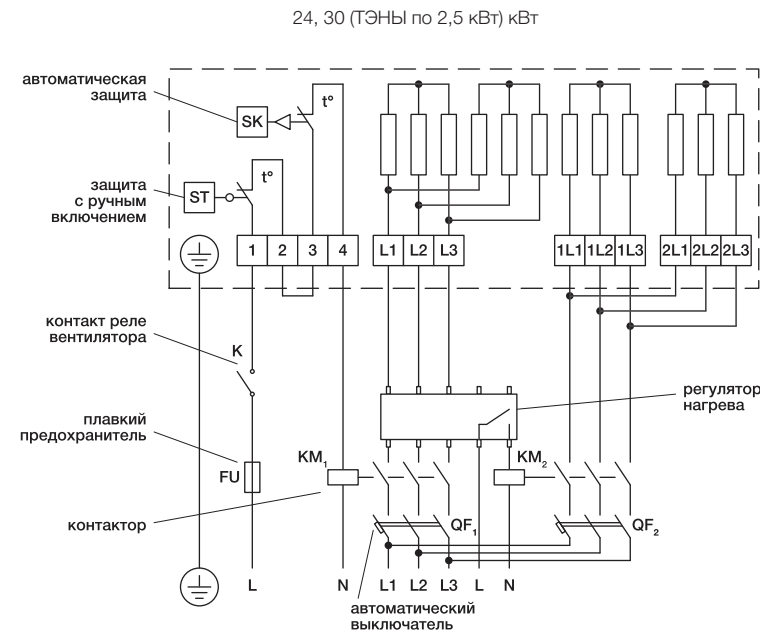 24, 30 (ТЭНЫ по 2,5 кВт) кВт
автоматическая
защита
t°
SK
защита
с ручным
включением
t°
ST
1 2 3 4
L1 L2 L3
1L1 1L2 1L3
2L1 2L2 2L3
контакт реле
вентилятора
K
регулятор
нагрева
плавкий
предохранитель
FU
KM1
KM2
контактор
QF1
QF2
L N L1 L2 L3 L N
автоматический
выключатель